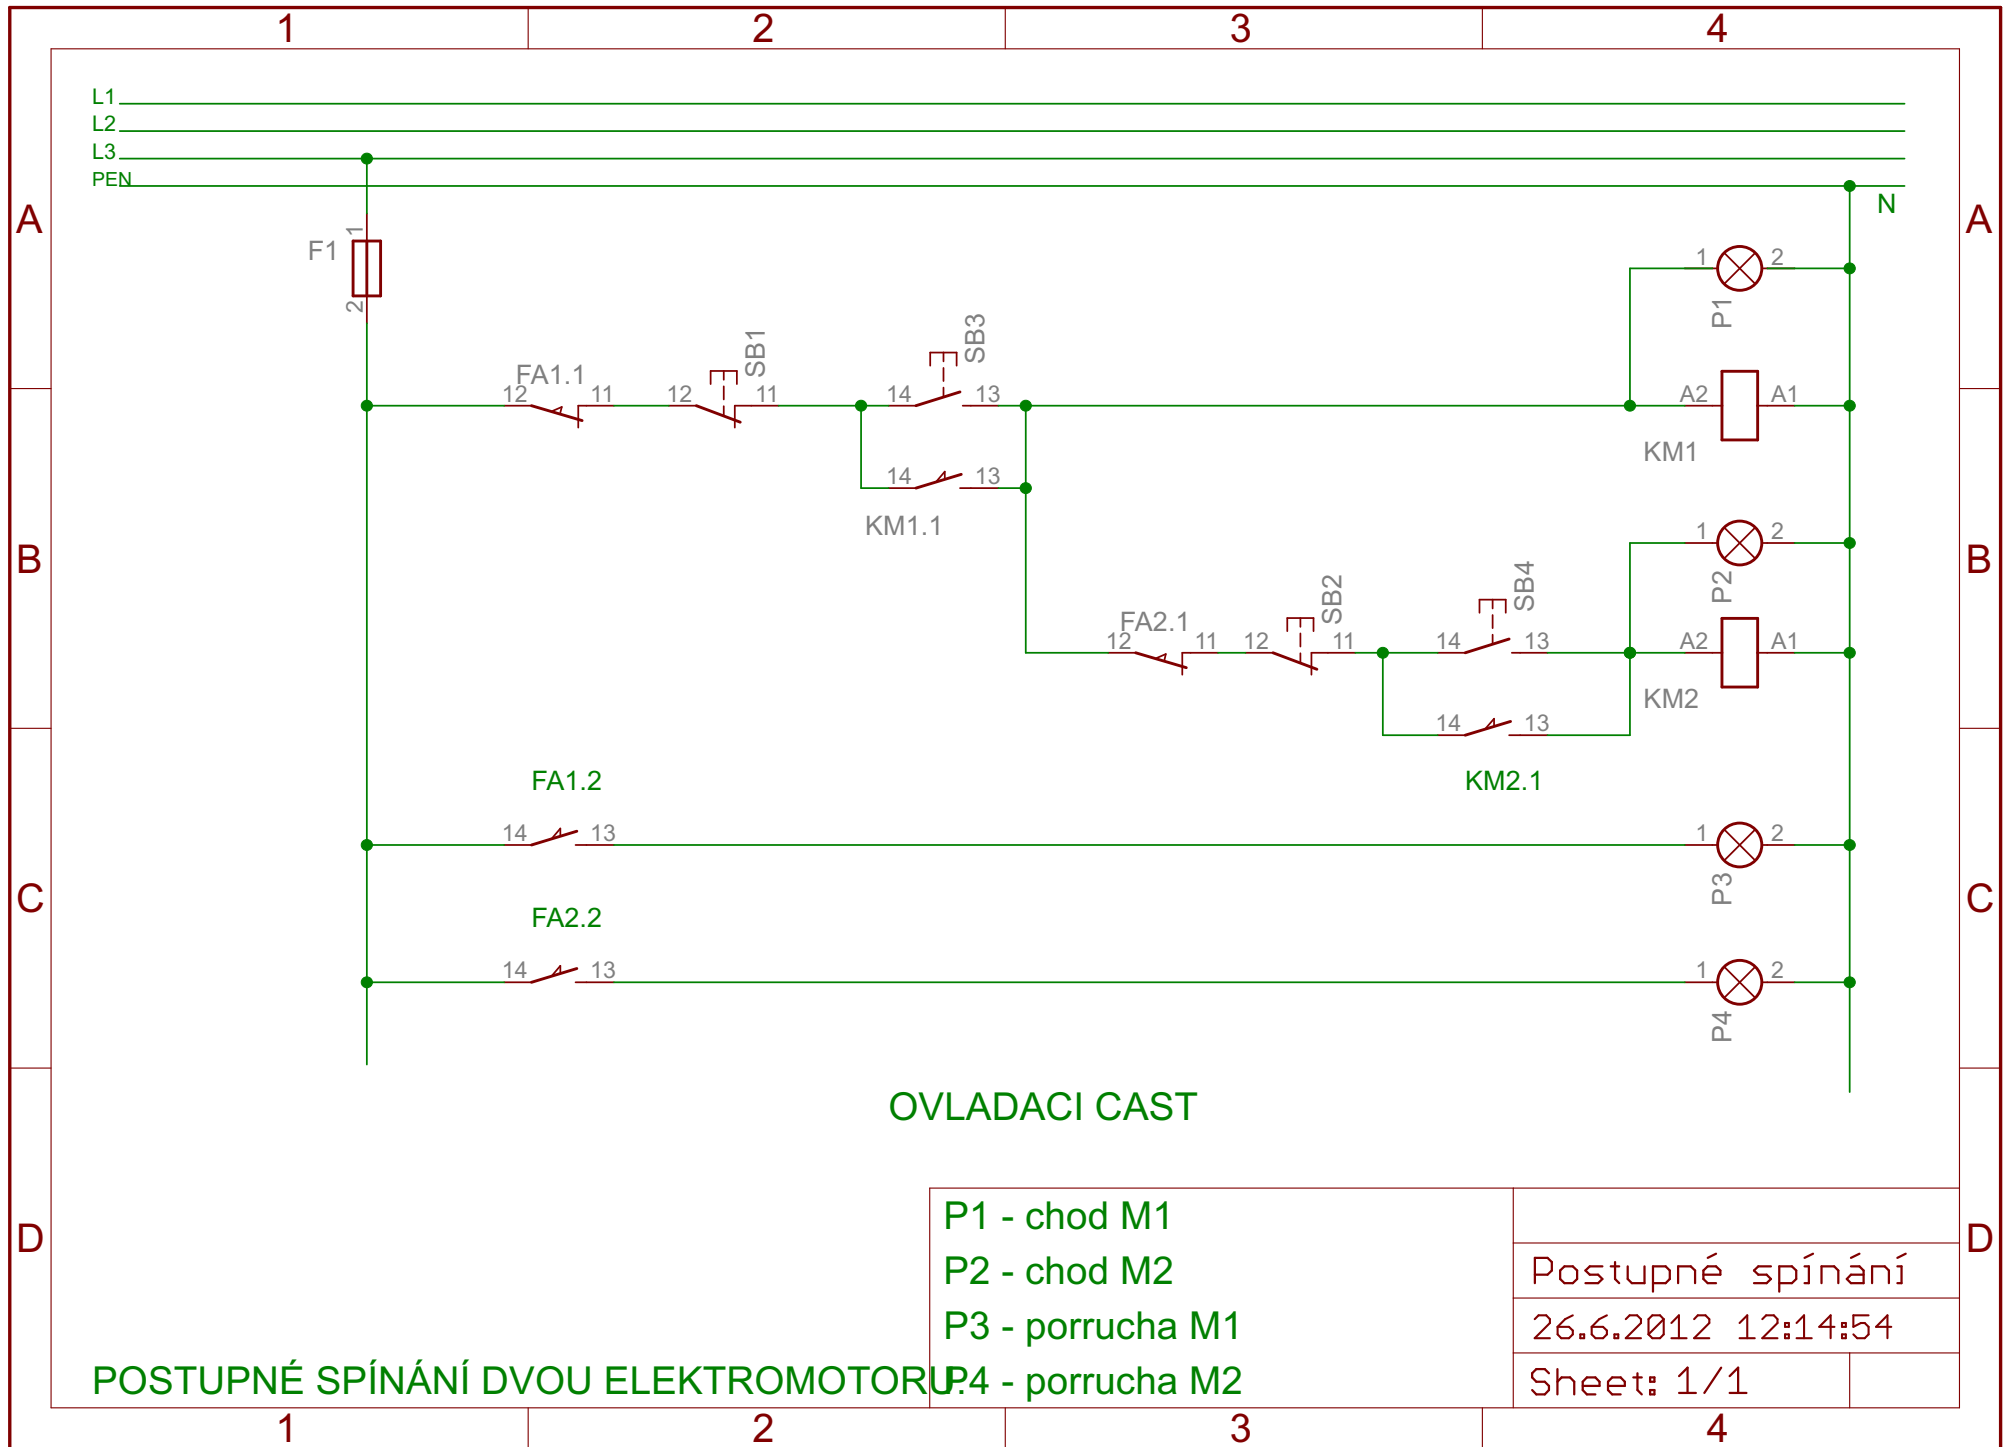 1 2 3 4
L1
L2
L3
PEN
N
A A
F1
1
2
1 2
P1
FA1.1
12 11
SB1
12 11
SB3
14 13
A2 A1
KM1
14 13
KM1.1
B B
1 2
P2
FA2.1
12 11
SB2
12 11
SB4
14 13
A2 A1
KM2
14 13
KM2.1
FA1.2
14 13
1 2
P3
C C
FA2.2
14 13
1 2
P4
OVLADACI CAST
D D
P1 - chod M1
P2 - chod M2
P3 - porrucha M1
P4 - porrucha M2
POSTUPNÉ SPÍNÁNÍ DVOU ELEKTROMOTORU.
Postupné spínání
26.6.2012 12:14:54
Sheet: 1/1
1 2 3 4